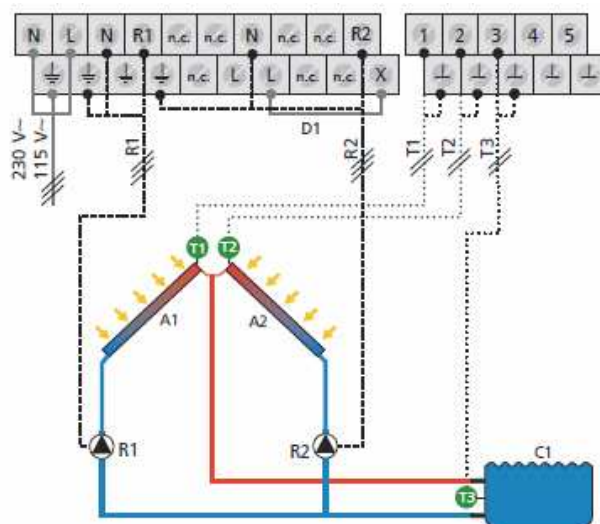 N L N R1 n.c. n.c. N n.c. n.c. R2
n.c. L L n.c. n.c. X
1 2 3 4 5
D1
230 V~
115 V~
R1
R2
T1
T2
T3
T1 T2
A1 A2
R1 R2
C1
T3